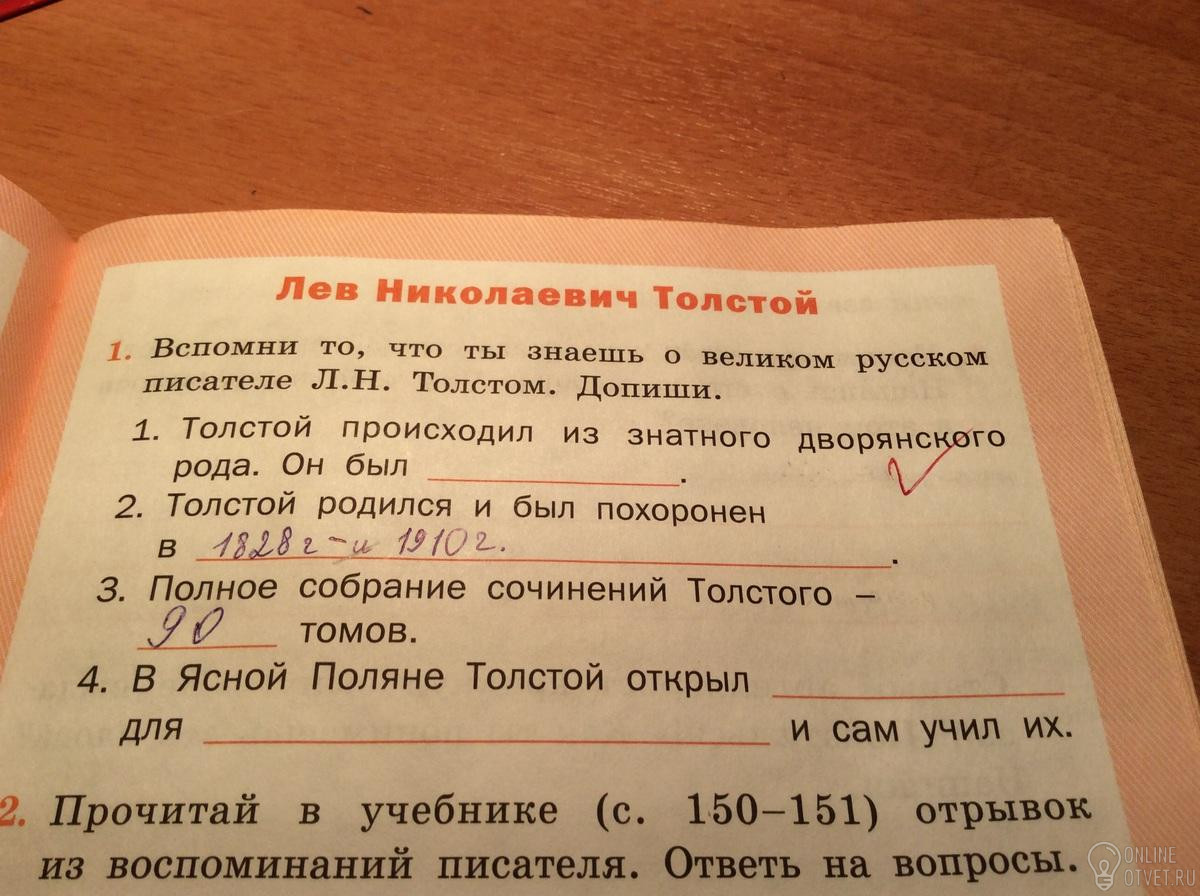 Лев Николаевич Толстой
1. Вспомни то, что ты знаешь о великом русском
писателе Л.Н. Толстом. Допиши.
1. Толстой происходил из знатного дворянского
рода. Он был .
2. Толстой родился и был похоронен
в 1828 г – и 1910 г. .
3. Полное собрание сочинений Толстого –
90 томов.
4. В Ясной Поляне Толстой открыл
для и сам учил их.
2. Прочитай в учебнике (с. 150–151) отрывок
из воспоминаний писателя. Ответь на вопросы.
ONLINE
OTVET.RU